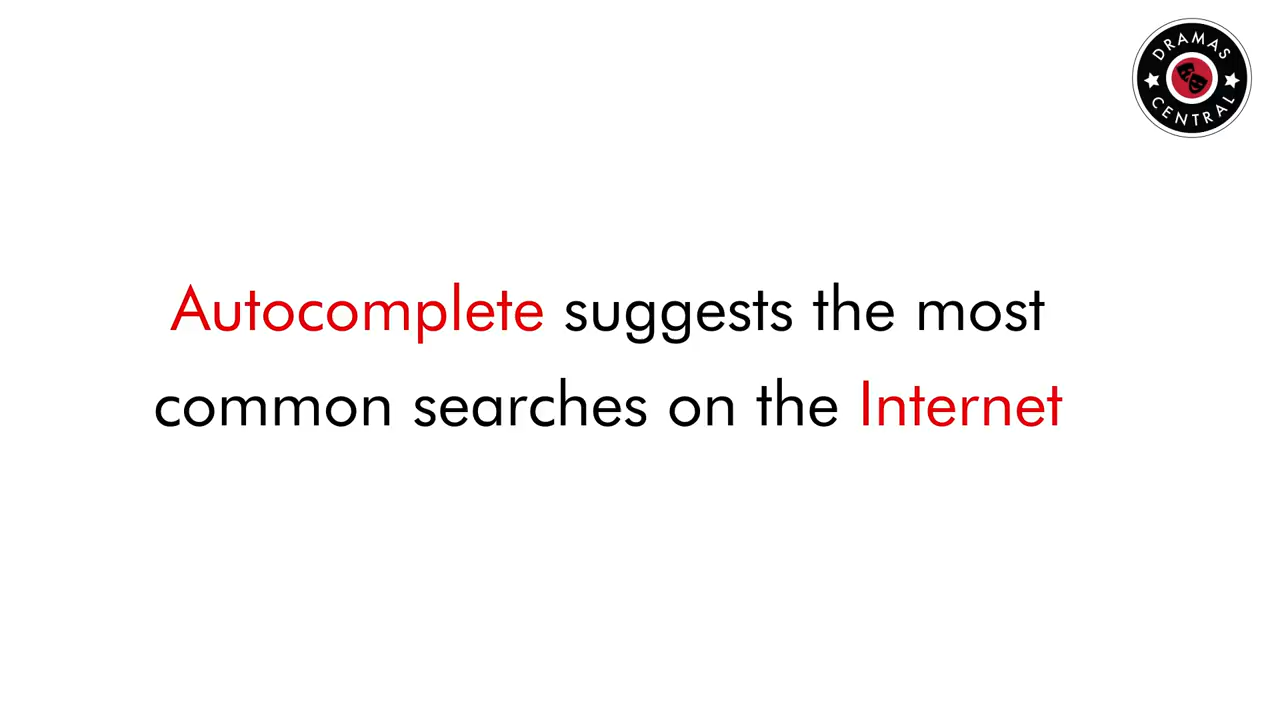 DRAMAS
CENTRAL
Autocomplete suggests the most
common searches on the Internet